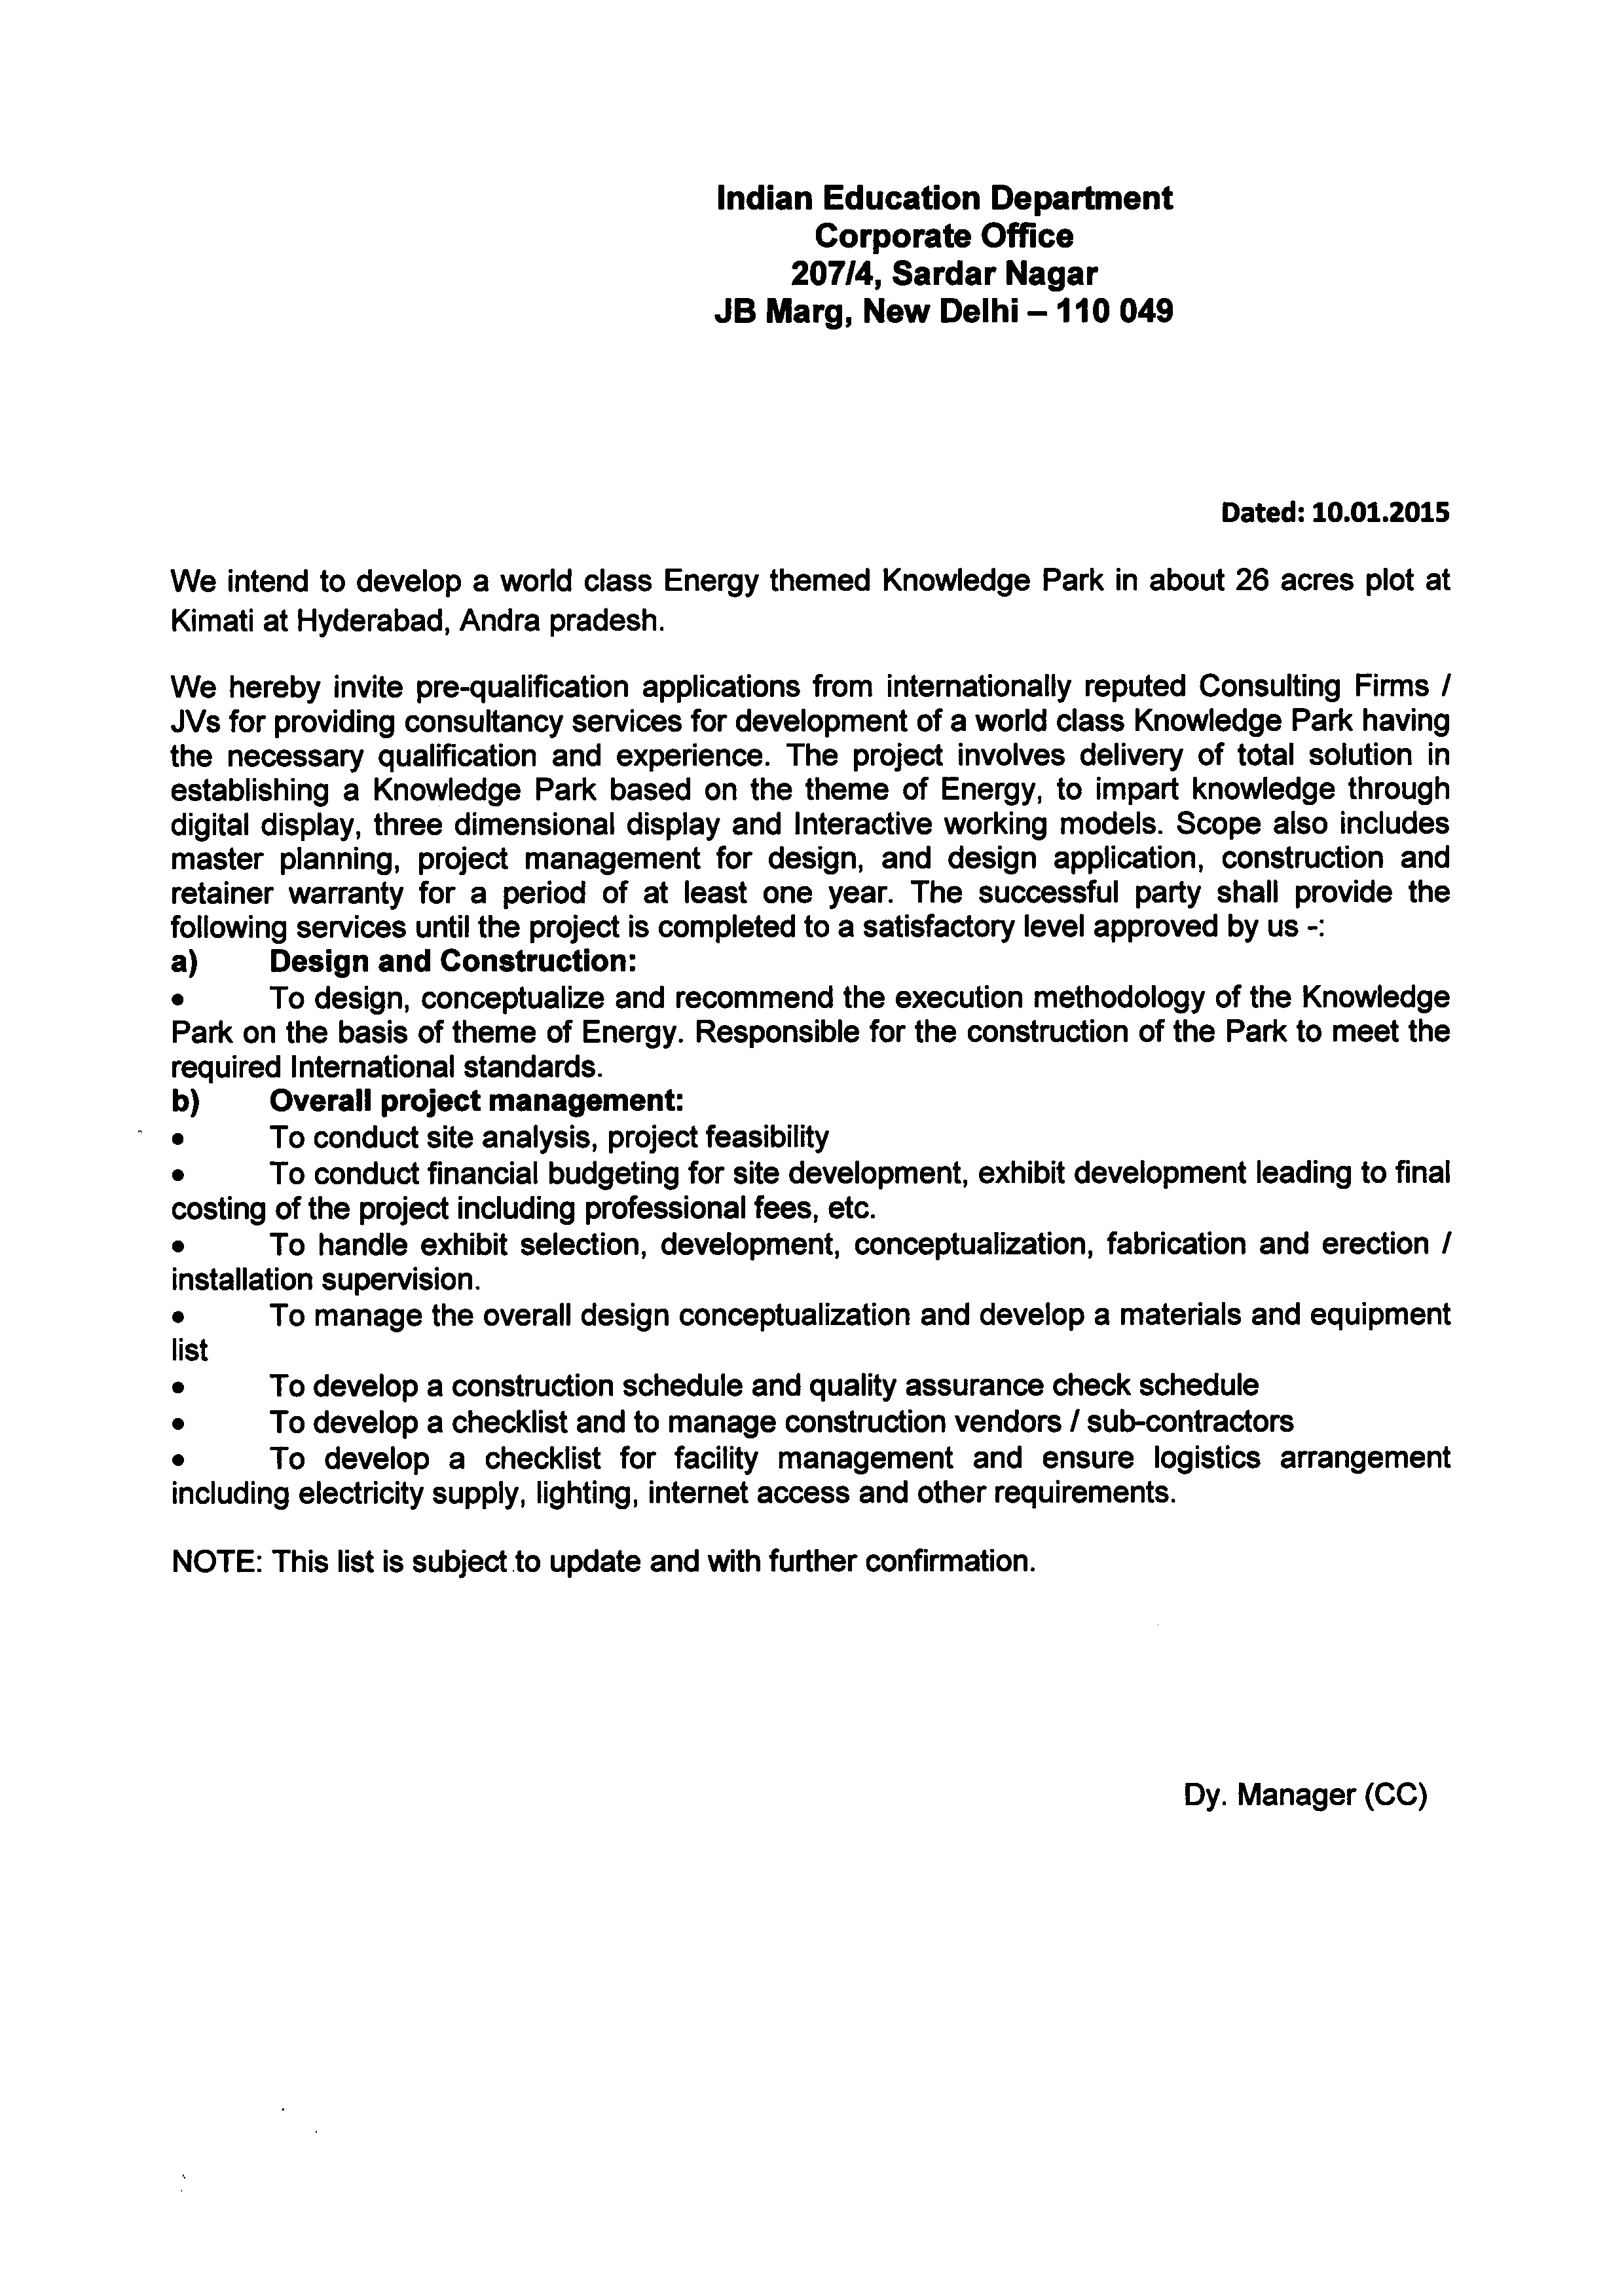 Indian Education Department
Corporate Office
207/4, Sardar Nagar
JB Marg, New Delhi – 110 049
Dated: 10.01.2015
We intend to develop a world class Energy themed Knowledge Park in about 26 acres plot at
Kimati at Hyderabad, Andra pradesh.
We hereby invite pre-qualification applications from internationally reputed Consulting Firms /
JVs for providing consultancy services for development of a world class Knowledge Park having
the necessary qualification and experience. The project involves delivery of total solution in
establishing a Knowledge Park based on the theme of Energy, to impart knowledge through
digital display, three dimensional display and Interactive working models. Scope also includes
master planning, project management for design, and design application, construction and
retainer warranty for a period of at least one year. The successful party shall provide the
following services until the project is completed to a satisfactory level approved by us -:
a) Design and Construction:
• To design, conceptualize and recommend the execution methodology of the Knowledge
Park on the basis of theme of Energy. Responsible for the construction of the Park to meet the
required International standards.
b) Overall project management:
• To conduct site analysis, project feasibility
• To conduct financial budgeting for site development, exhibit development leading to final
costing of the project including professional fees, etc.
• To handle exhibit selection, development, conceptualization, fabrication and erection /
installation supervision.
• To manage the overall design conceptualization and develop a materials and equipment
list
• To develop a construction schedule and quality assurance check schedule
• To develop a checklist and to manage construction vendors / sub-contractors
• To develop a checklist for facility management and ensure logistics arrangement
including electricity supply, lighting, internet access and other requirements.
NOTE: This list is subject to update and with further confirmation.
Dy. Manager (CC)